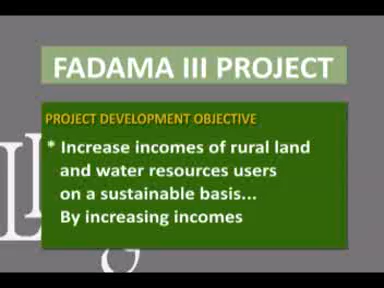 FADAMA III PROJECT
PROJECT DEVELOPMENT OBJECTIVE
* Increase incomes of rural land
and water resources users
on a sustainable basis...
By increasing incomes